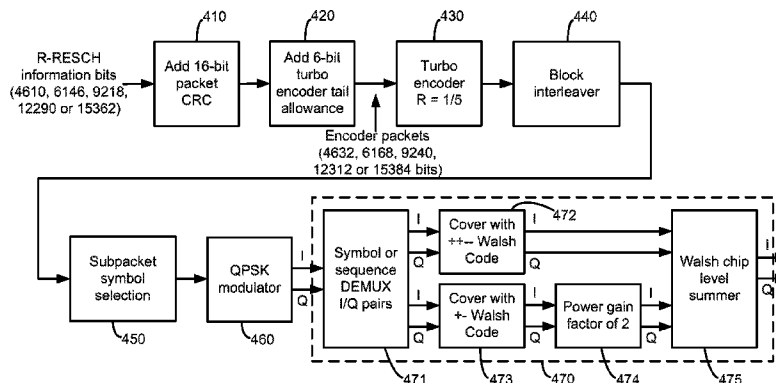 410
420
430
440
R-RESCH
information bits
(4610, 6146, 9218,
12290 or 15362)
Add 16-bit
packet
CRC
Add 6-bit
turbo
encoder tail
allowance
Turbo
encoder
R = 1/5
Block
interleaver
Encoder packets
(4632, 6168, 9240,
12312 or 15384 bits)
472
Subpacket
symbol
selection
QPSK
modulator
I
Q
Symbol or
sequence
DEMUX
I/Q pairs
I
Q
Cover with
++-- Walsh
Code
I
Q
I
Q
Cover with
+- Walsh
Code
I
Q
Power gain
factor of 2
I
Q
Walsh chip
level
summer
I
Q
450
460
471
473
470
474
475